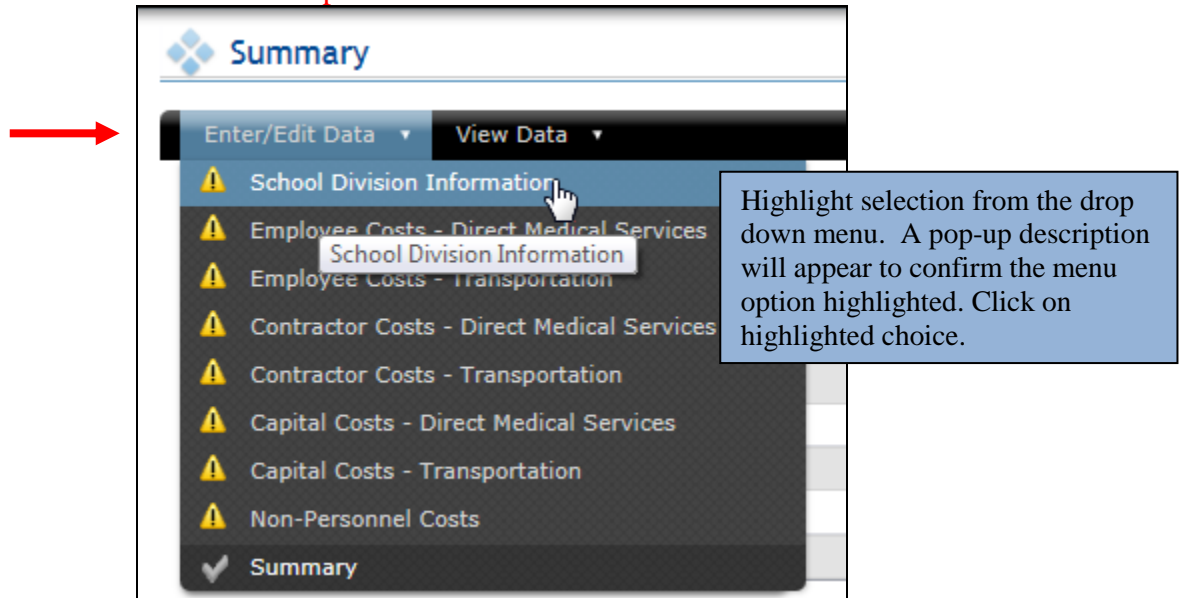 Summary
Enter/Edit Data ▼ View Data ▼
School Division Information
Employee Costs - Direct Medical Services
School Division Information
Employee Costs - Transportation
Contractor Costs - Direct Medical Services
Contractor Costs - Transportation
Capital Costs - Direct Medical Services
Capital Costs - Transportation
Non-Personnel Costs
Summary
Highlight selection from the drop
down menu.  A pop-up description
will appear to confirm the menu
option highlighted. Click on
highlighted choice.